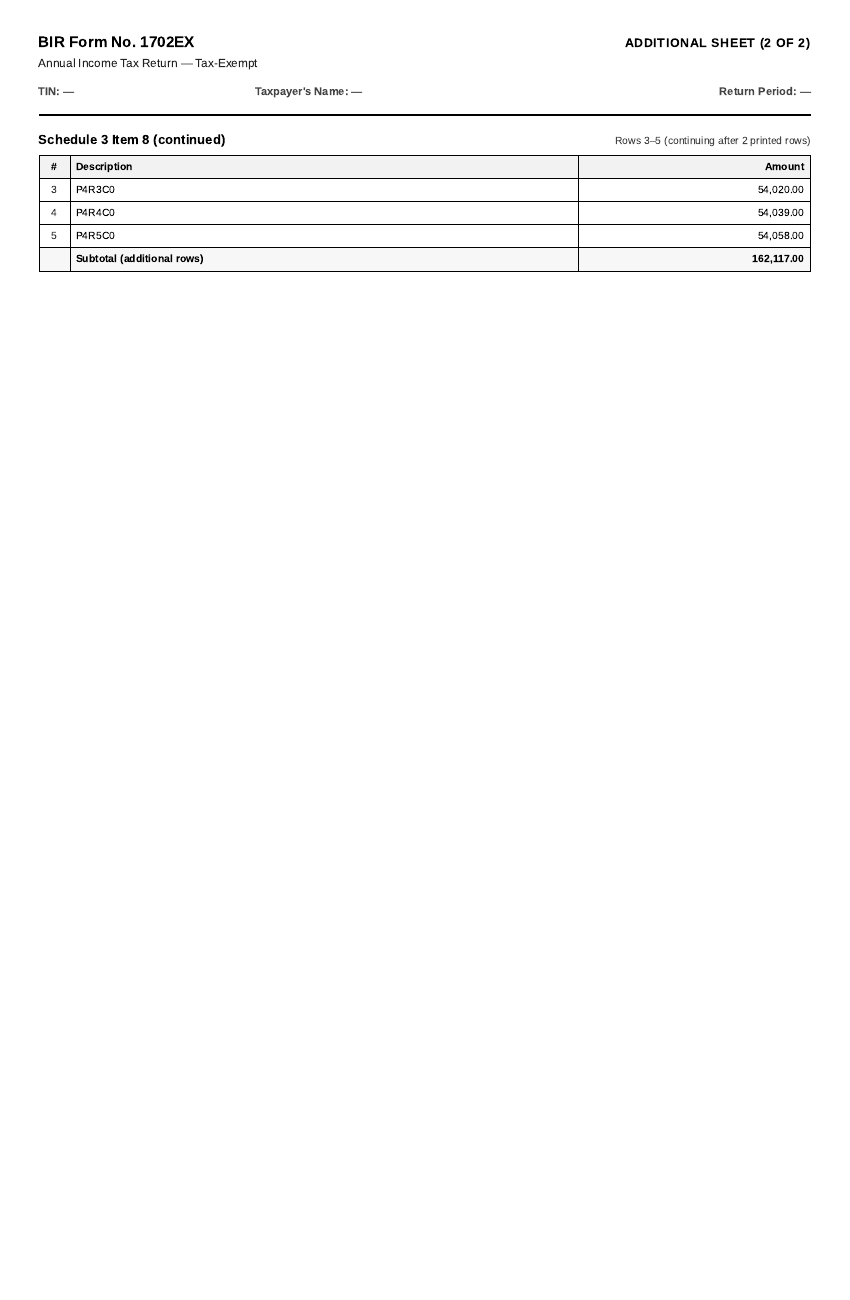 BIR Form No. 1702EX
ADDITIONAL SHEET (2 OF 2)
Annual Income Tax Return — Tax-Exempt
TIN: — Taxpayer's Name: — Return Period: —
Schedule 3 Item 8 (continued) Rows 3–5 (continuing after 2 printed rows)
# Description Amount
3 P4R3C0 54,020.00
4 P4R4C0 54,039.00
5 P4R5C0 54,058.00
Subtotal (additional rows) 162,117.00